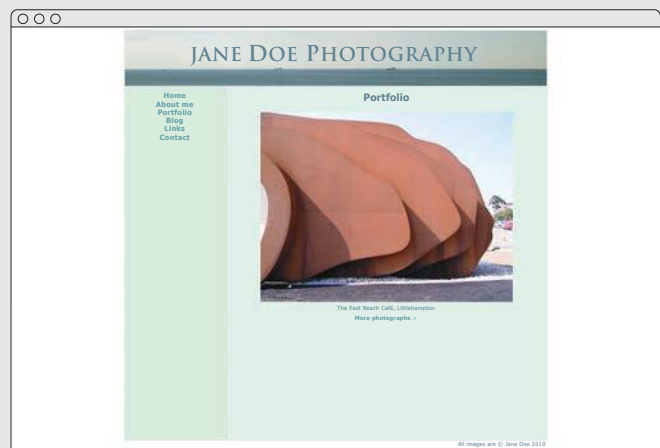 JANE DOE PHOTOGRAPHY
Home
About me
Portfolio
Blog
Links
Contact
Portfolio
The East Beach Café, Littlehampton
More photographs >
All images are © Jane Doe 2010